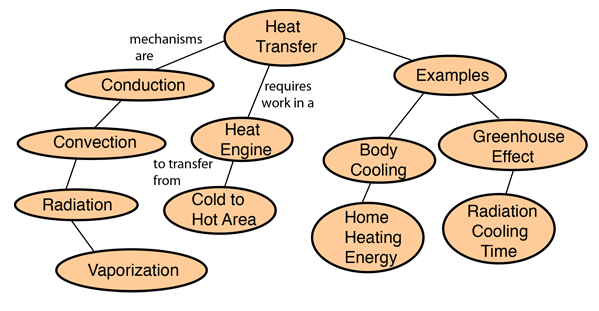 Heat
Transfer
mechanisms
are
Conduction
Convection
Radiation
Vaporization
requires
work in a
Heat
Engine
to transfer
from
Cold to
Hot Area
Examples
Body
Cooling
Home
Heating
Energy
Greenhouse
Effect
Radiation
Cooling
Time